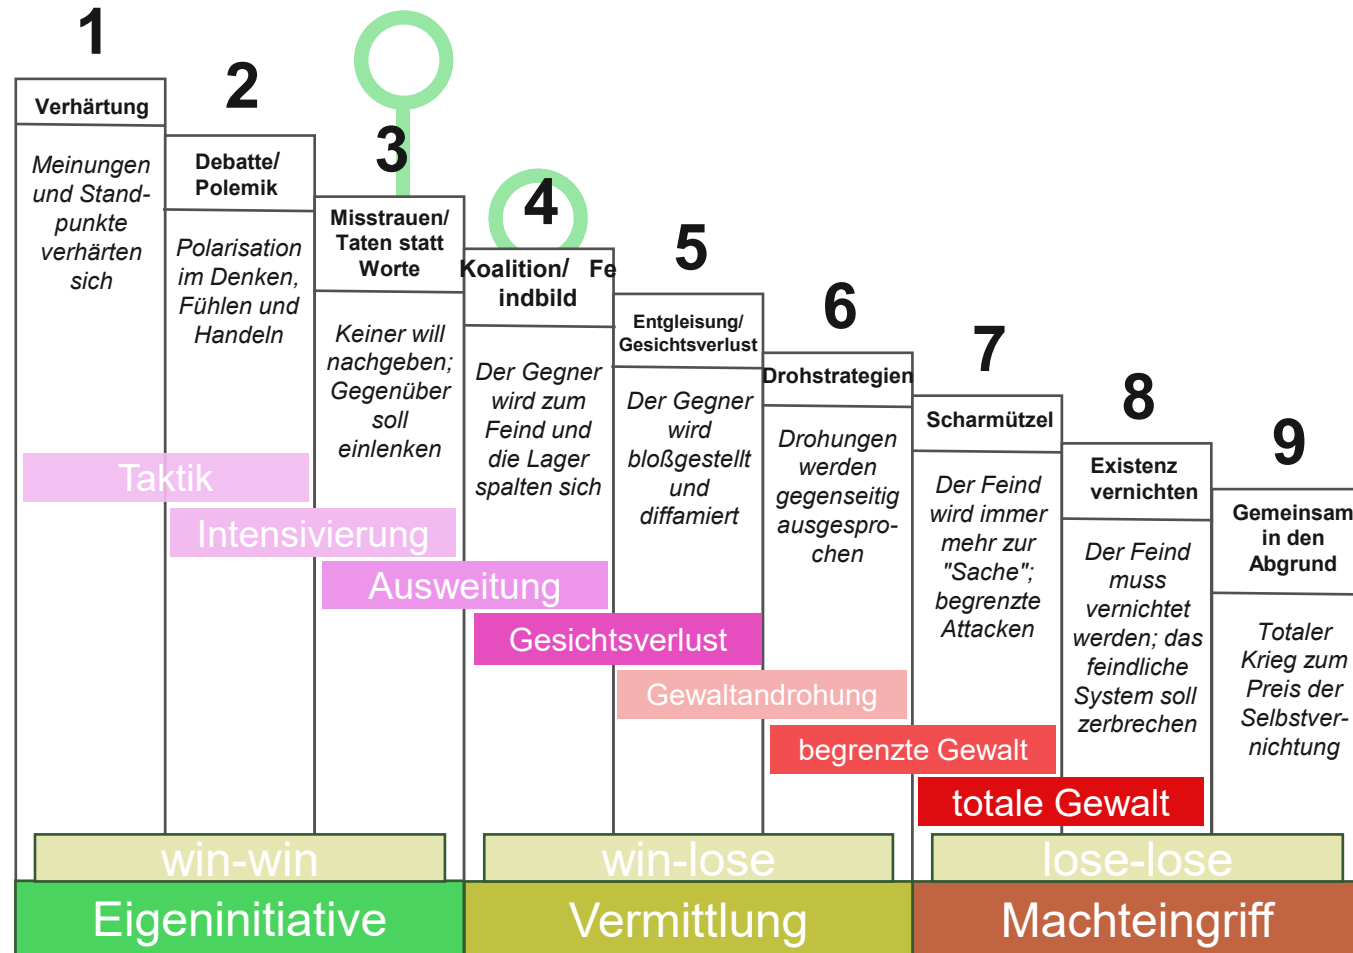 1
Verhärtung
Meinungen
und Stand-
punkte
verhärten
sich
2
Debatte/
Polemik
Polarisation
im Denken,
Fühlen und
Handeln
3
Misstrauen/
Taten statt
Worte
Keiner will
nachgeben;
Gegenüber
soll
einlenken
4
Koalition/ Fe
indbild
Der Gegner
wird zum
Feind und
die Lager
spalten sich
5
Entgleisung/
Gesichtsverlust
Der Gegner
wird
bloßgestellt
und
diffamiert
6
Drohstrategien
Drohungen
werden
gegenseitig
ausgespro-
chen
7
Scharmützel
Der Feind
wird immer
mehr zur
"Sache";
begrenzte
Attacken
8
Existenz
vernichten
Der Feind
muss
vernichtet
werden; das
feindliche
System soll
zerbrechen
9
Gemeinsam
in den
Abgrund
Totaler
Krieg zum
Preis der
Selbstver-
nichtung
Taktik
Intensivierung
Ausweitung
Gesichtsverlust
Gewaltandrohung
begrenzte Gewalt
totale Gewalt
win-win
win-lose
lose-lose
Eigeninitiative
Vermittlung
Machteingriff